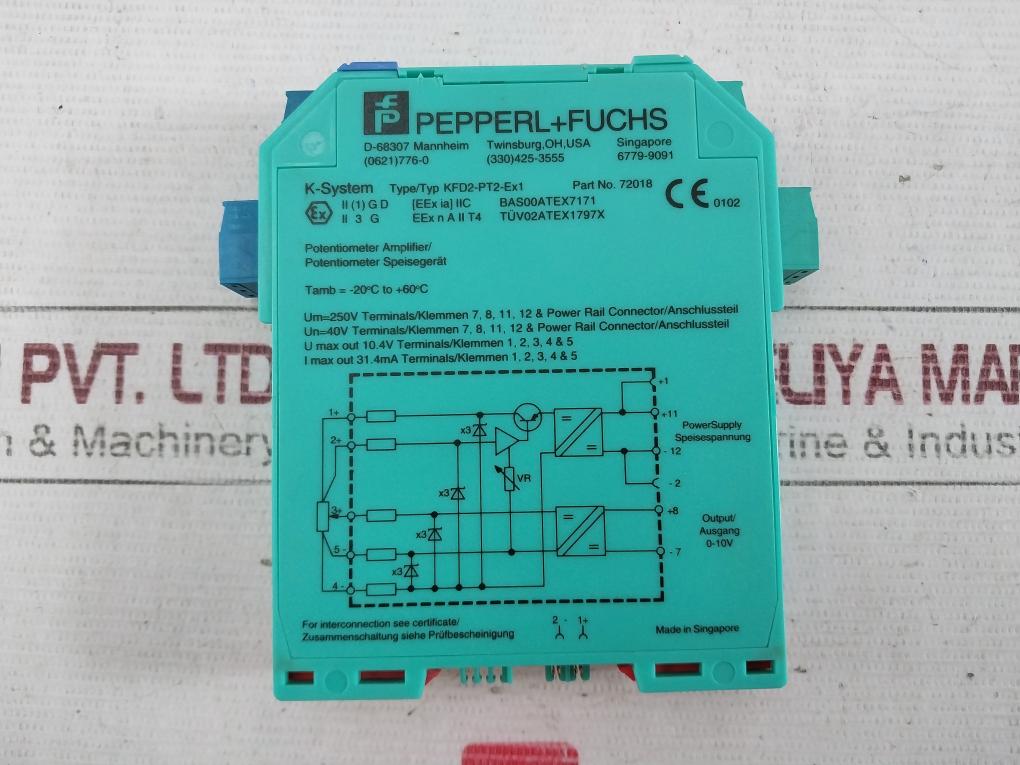 PEPPERL+FUCHS
D-68307 Mannheim Twinsburg,OH,USA Singapore
(0621)776-0 (330)425-3555 6779-9091
K-System Type/Typ KFD2-PT2-Ex1 Part No. 72018
CE 0102
Ex II (1) G D [EEx ia] IIC BAS00ATEX7171
II 3 G EEx n A II T4 TÜV02ATEX1797X
Potentiometer Amplifier/
Potentiometer Speisegerät
Tamb = -20°C to +60°C
Um=250V Terminals/Klemmen 7, 8, 11, 12 & Power Rail Connector/Anschlussteil
Un=40V Terminals/Klemmen 7, 8, 11, 12 & Power Rail Connector/Anschlussteil
U max out 10.4V Terminals/Klemmen 1, 2, 3, 4 & 5
I max out 31.4mA Terminals/Klemmen 1, 2, 3, 4 & 5
+1
1+
+11
x3
2+
PowerSupply
Speisespannung
- 12
VR
x3
- 2
3+
+8
x3
Output/
Ausgang
0-10V
5 -
- 7
x3
4 -
For interconnection see certificate/
Zusammenschaltung siehe Prüfbescheinigung
2 - 1+
Made in Singapore
PVT. LTD
ELIYA MAR
& Machinery
ine & Indust